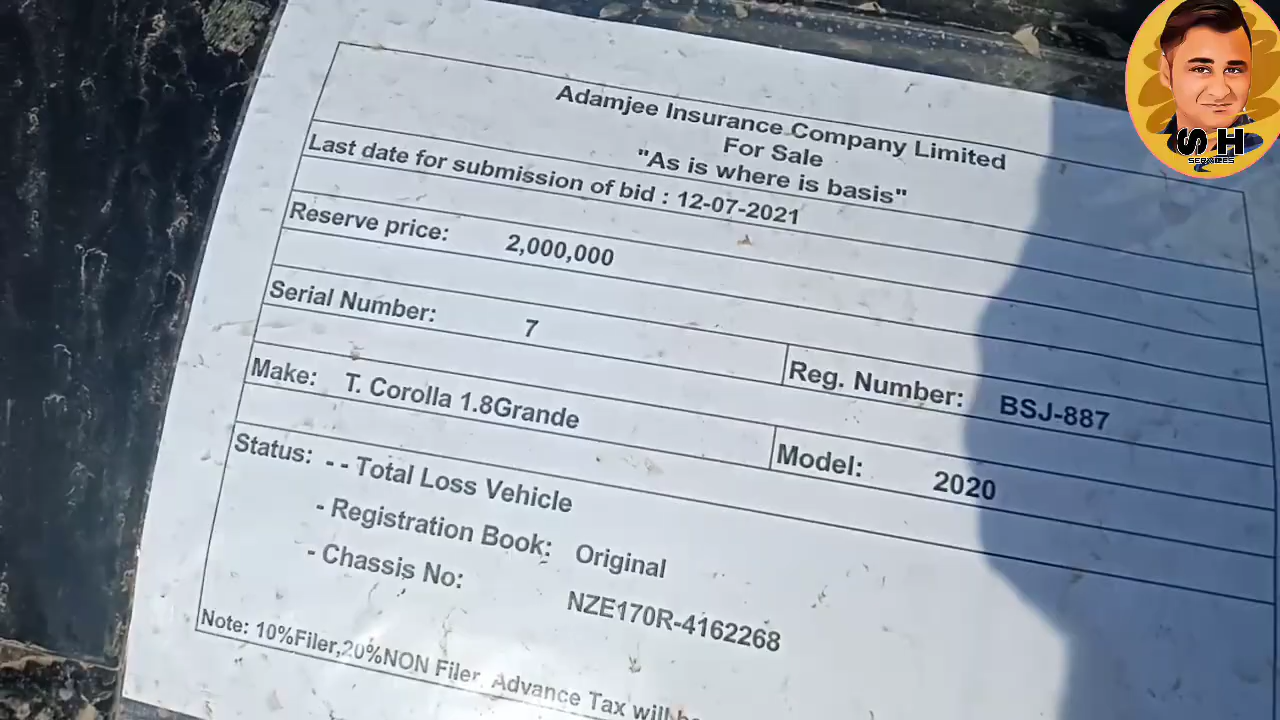 Adamjee Insurance Company Limited
For Sale
"As is where is basis"
Last date for submission of bid : 12-07-2021
Reserve price: 2,000,000
Serial Number: 7
Reg. Number: BSJ-887
Make: T. Corolla 1.8Grande
Model: 2020
Status: - - Total Loss Vehicle
- Registration Book: Original
- Chassis No: NZE170R-4162268
Note: 10%Filer,20%NON Filer. Advance Tax will
SH
SERVICES